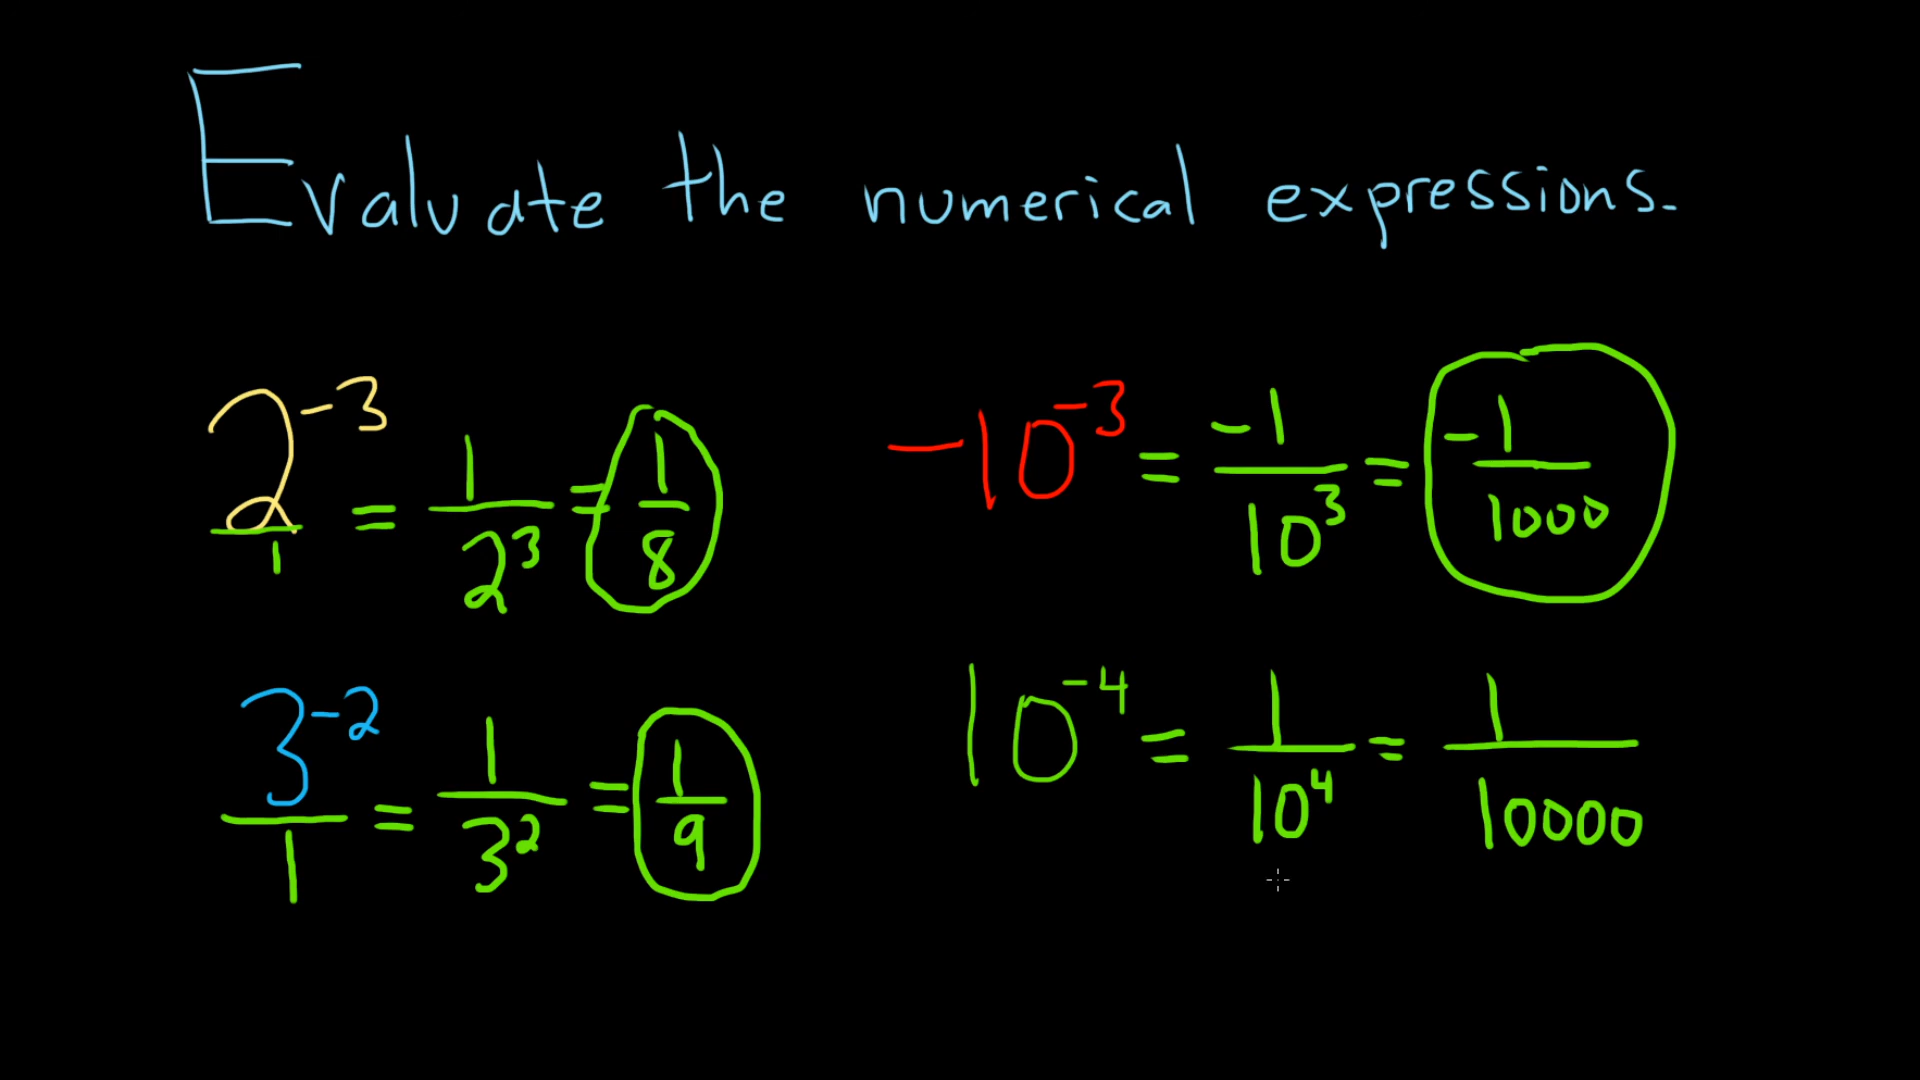 Evaluate the numerical expressions.
2^-3/1 = 1/2^3 = 1/8
-10^-3 = -1/10^3 = -1/1000
3^-2/1 = 1/3^2 = 1/9
10^-4 = 1/10^4 = 1/10000